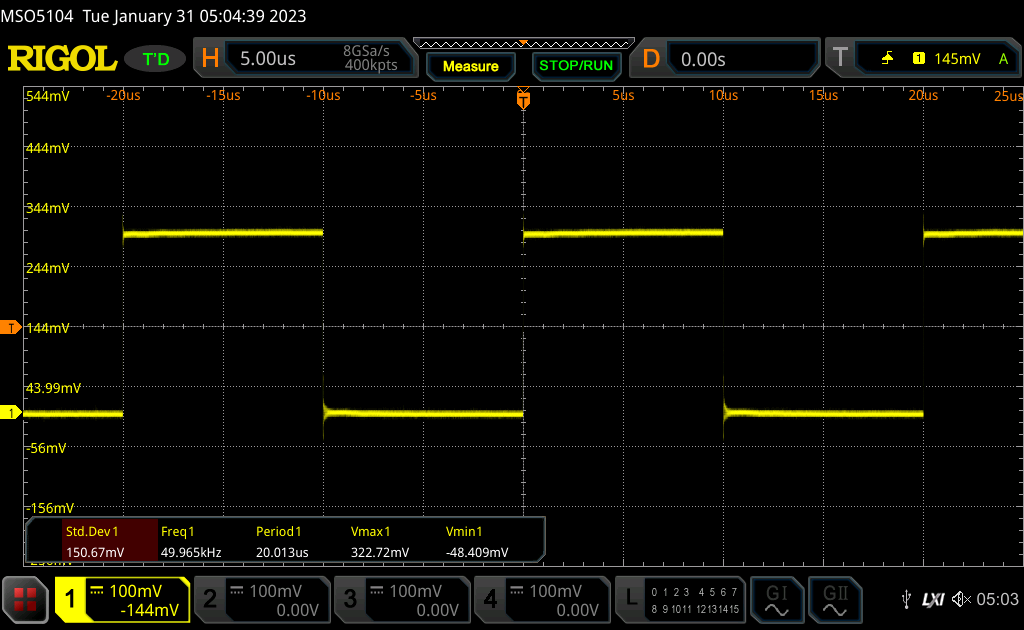 MSO5104 Tue January 31 05:04:39 2023
RIGOL T'D H 5.00us 8GSa/s 400kpts Measure STOP/RUN D 0.00s T 1 145mV A
544mV -20us -15us -10us -5us T 5us 10us 15us 20us 25us
444mV
344mV
244mV
T 144mV
43.99mV
1
-56mV
-156mV
Std.Dev1 Freq1 Period1 Vmax1 Vmin1
150.67mV 49.965kHz 20.013us 322.72mV -48.409mV
1 100mV -144mV 2 100mV 0.00V 3 100mV 0.00V 4 100mV 0.00V L 0 1 2 3 4 5 6 7 8 9 10 11 12 13 14 15 GI GII LXI 05:03